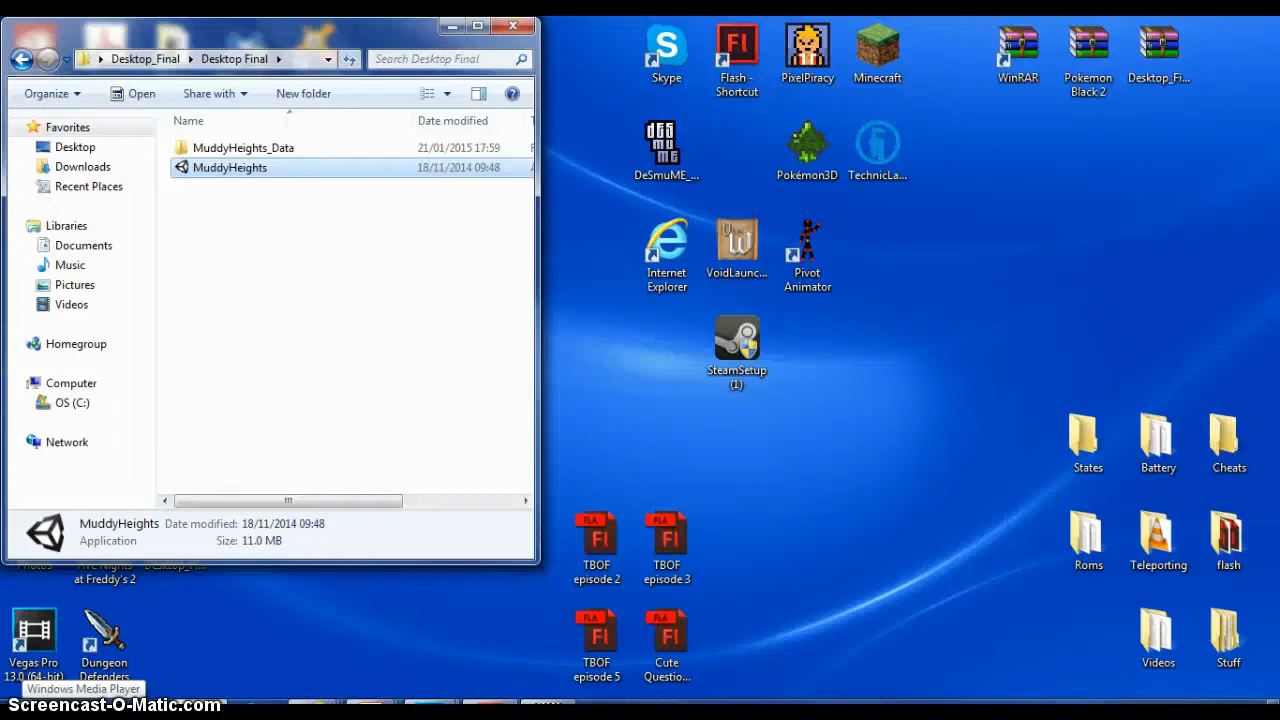 Desktop_Final
Desktop Final
Search Desktop Final
Organize
Open
Share with
New folder
Name
Date modified
Favorites
Desktop
Downloads
Recent Places
Libraries
Documents
Music
Pictures
Videos
Homegroup
Computer
OS (C:)
Network
MuddyHeights_Data
21/01/2015 17:59
MuddyHeights
18/11/2014 09:48
MuddyHeights
Date modified: 18/11/2014 09:48
Application
Size: 11.0 MB
Skype
Flash -
Shortcut
PixelPiracy
Minecraft
WinRAR
Pokemon
Black 2
Desktop_Fi...
DeSmuME_...
Pokémon3D
TechnicLa...
Internet
Explorer
VoidLaunc...
Pivot
Animator
SteamSetup
(1)
States
Battery
Cheats
Roms
Teleporting
flash
Videos
Stuff
TBOF
episode 2
TBOF
episode 3
TBOF
episode 5
Cute
Questio...
at Freddy's 2
Vegas Pro
13.0 (64-bit)
Dungeon
Defenders
Windows Media Player
Screencast-O-Matic.com